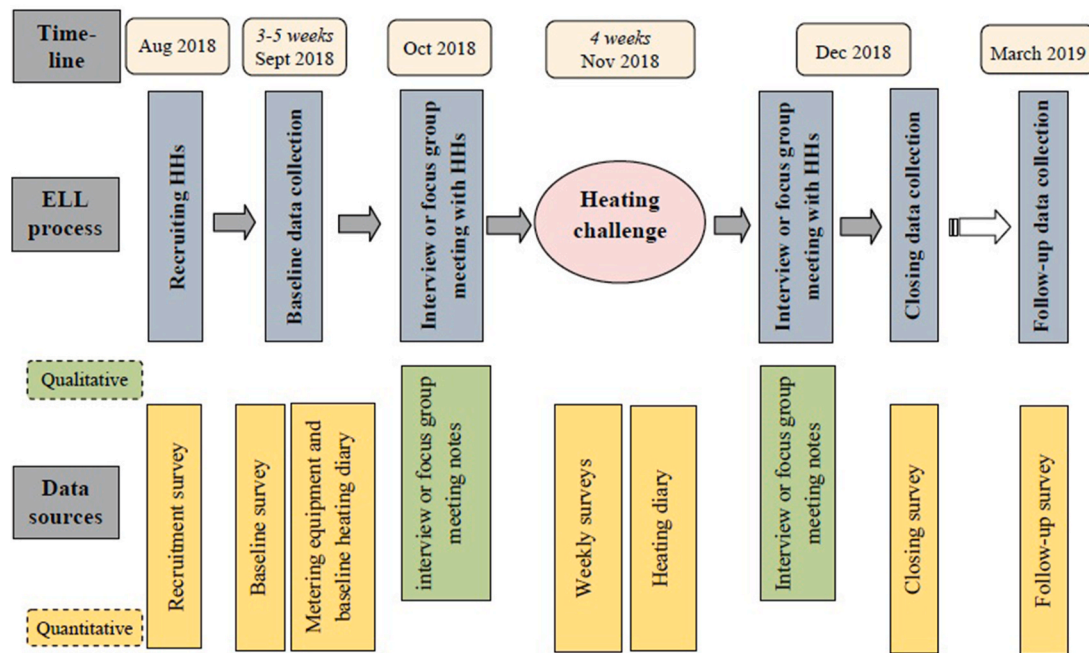 Time-
line
Aug 2018
3-5 weeks
Sept 2018
Oct 2018
4 weeks
Nov 2018
Dec 2018
March 2019
ELL
process
Recruiting HHs
Baseline data collection
Interview or focus group
meeting with HHs
Heating
challenge
Interview or focus group
meeting with HHs
Closing data collection
Follow-up data collection
Qualitative
Data
sources
Quantitative
Recruitment survey
Baseline survey
Metering equipment and
baseline heating diary
interview or focus group
meeting notes
Weekly surveys
Heating diary
Interview or focus group
meeting notes
Closing survey
Follow-up survey